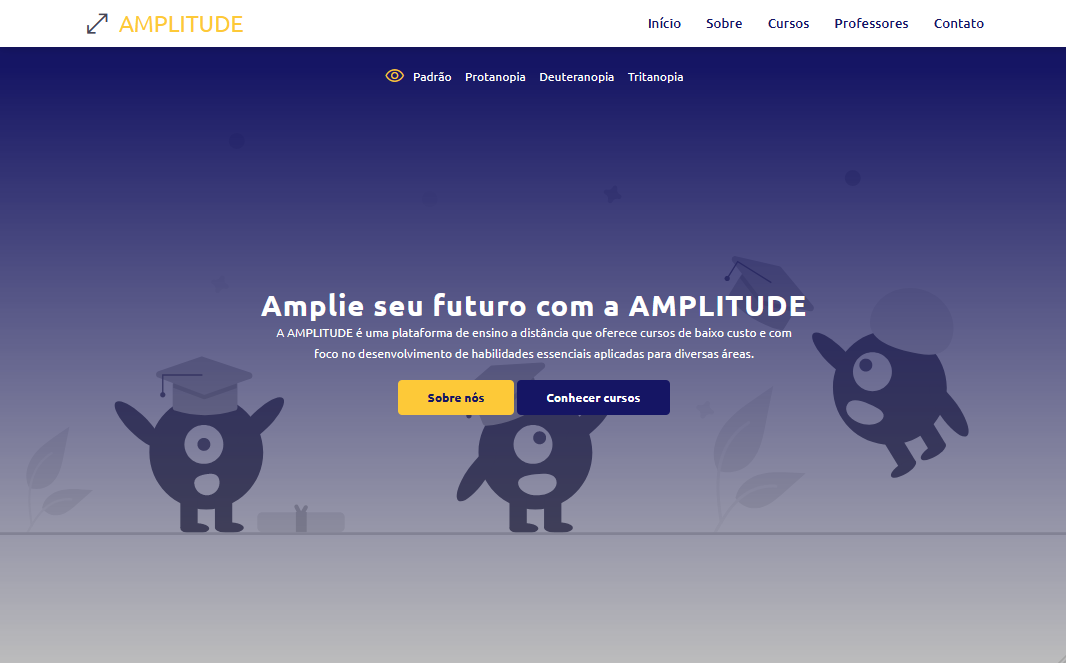 AMPLITUDE Início Sobre Cursos Professores Contato
Padrão Protanopia Deuteranopia Tritanopia
Amplie seu futuro com a AMPLITUDE
A AMPLITUDE é uma plataforma de ensino a distância que oferece cursos de baixo custo e com
foco no desenvolvimento de habilidades essenciais aplicadas para diversas áreas.
Sobre nós Conhecer cursos